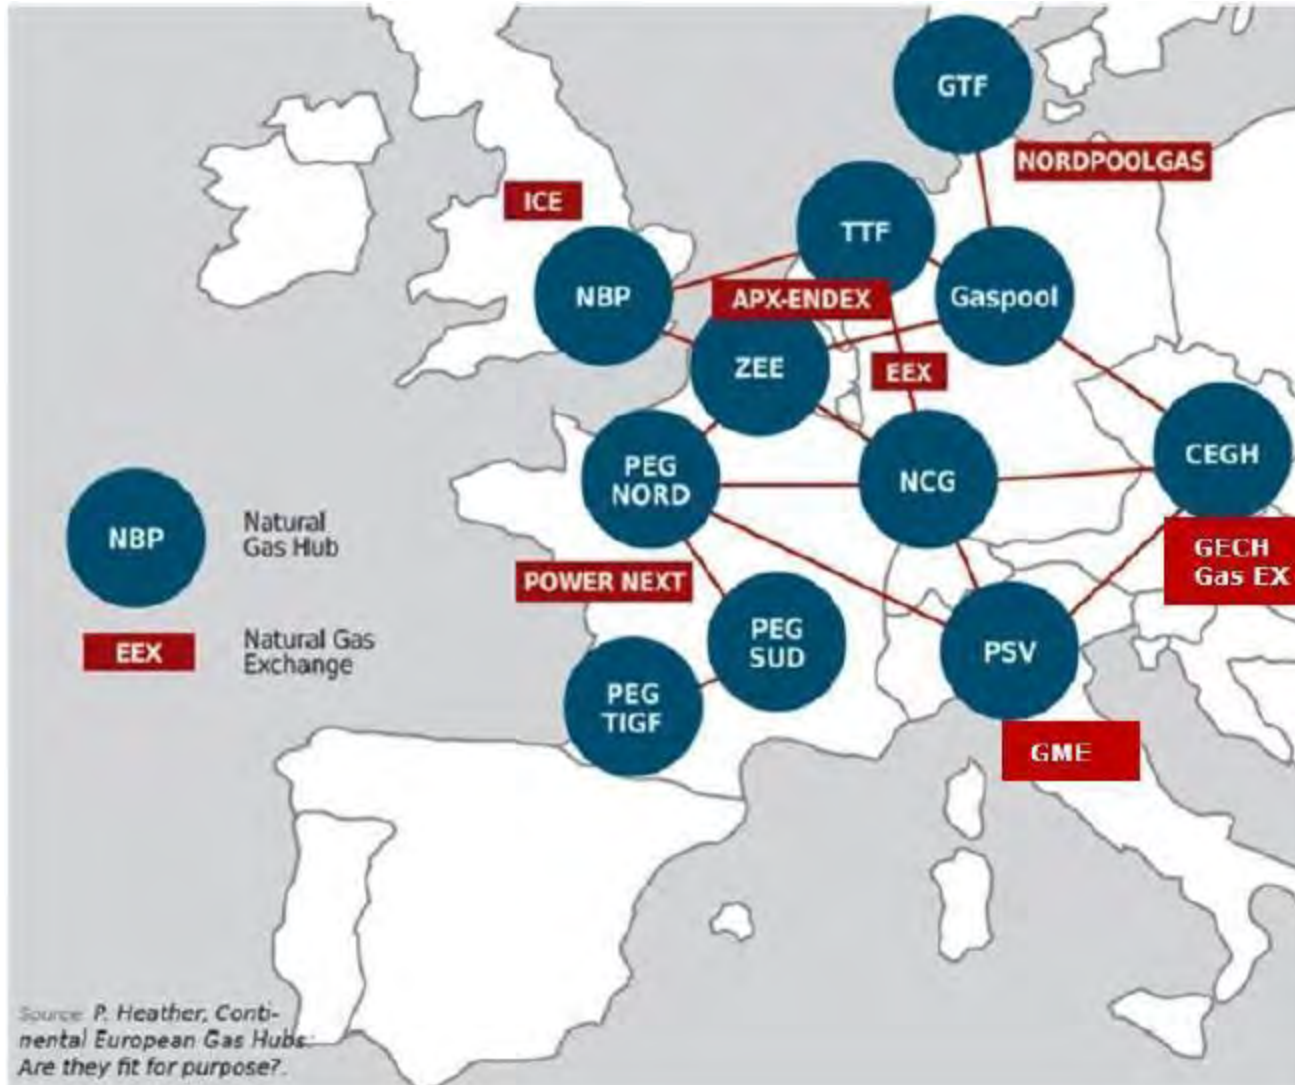 GTF
NORDPOOLGAS
ICE
TTF
NBP
APX-ENDEX
Gaspool
ZEE
EEX
PEG
NORD
NCG
CEGH
NBP
Natural
Gas Hub
GECH
Gas EX
POWER NEXT
EEX
Natural Gas
Exchange
PEG
SUD
PSV
PEG
TIGF
GME
Source: P. Heather, Conti-
nental European Gas Hubs:
Are they fit for purpose?.